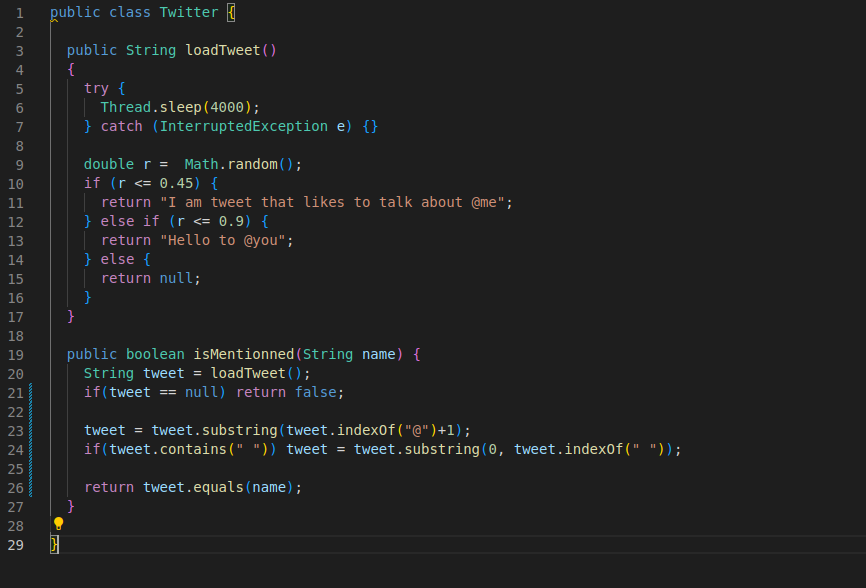 1 public class Twitter {
2
3   public String loadTweet()
4   {
5     try {
6       Thread.sleep(4000);
7     } catch (InterruptedException e) {}
8
9     double r =  Math.random();
10     if (r <= 0.45) {
11       return "I am tweet that likes to talk about @me";
12     } else if (r <= 0.9) {
13       return "Hello to @you";
14     } else {
15       return null;
16     }
17   }
18
19   public boolean isMentionned(String name) {
20     String tweet = loadTweet();
21     if(tweet == null) return false;
22
23     tweet = tweet.substring(tweet.indexOf("@")+1);
24     if(tweet.contains(" ")) tweet = tweet.substring(0, tweet.indexOf(" "));
25
26     return tweet.equals(name);
27   }
28
29 }